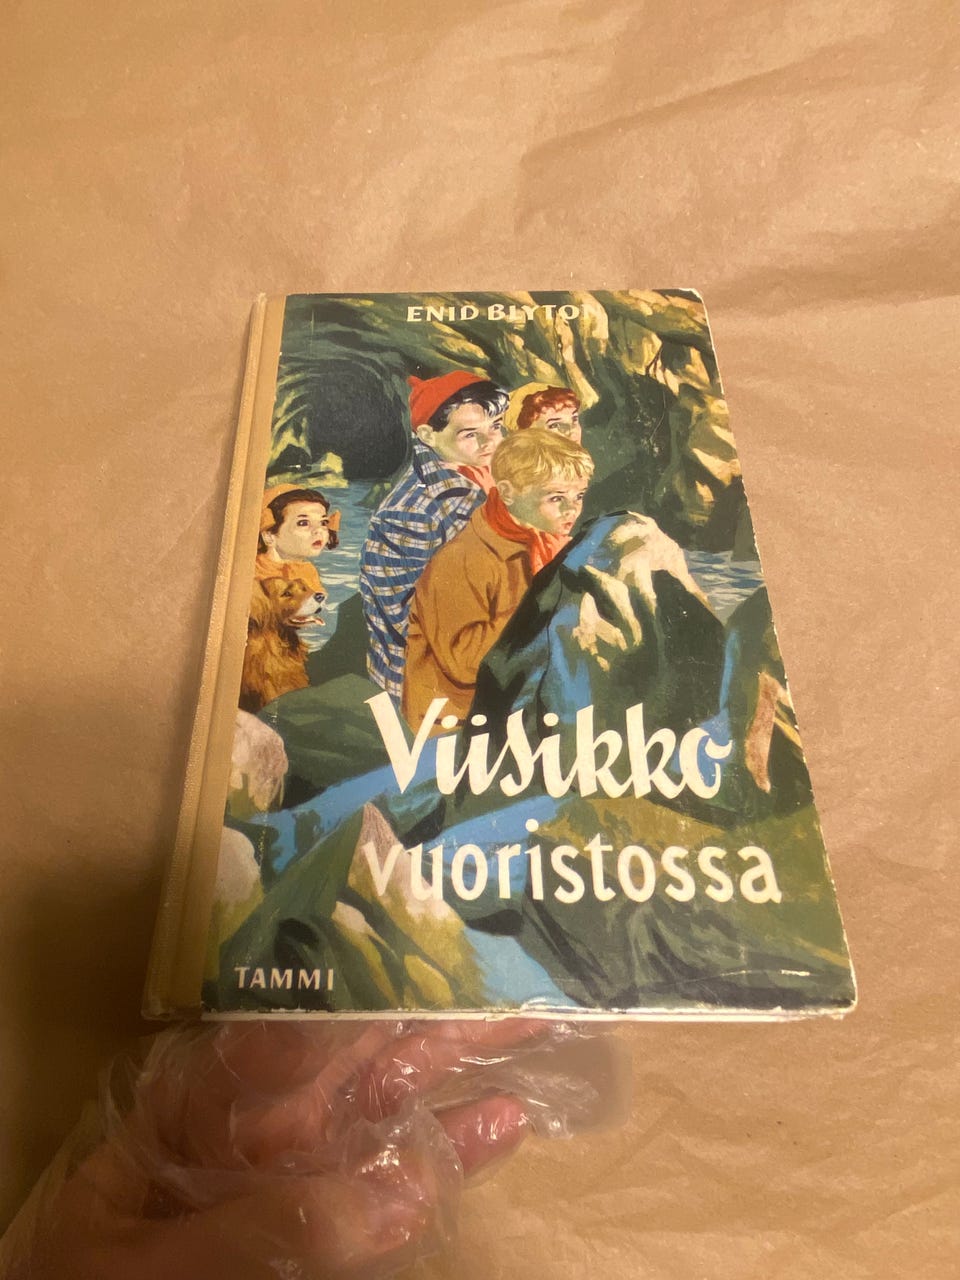 ENID BLYTON
Viisikko
vuoristossa
TAMMI